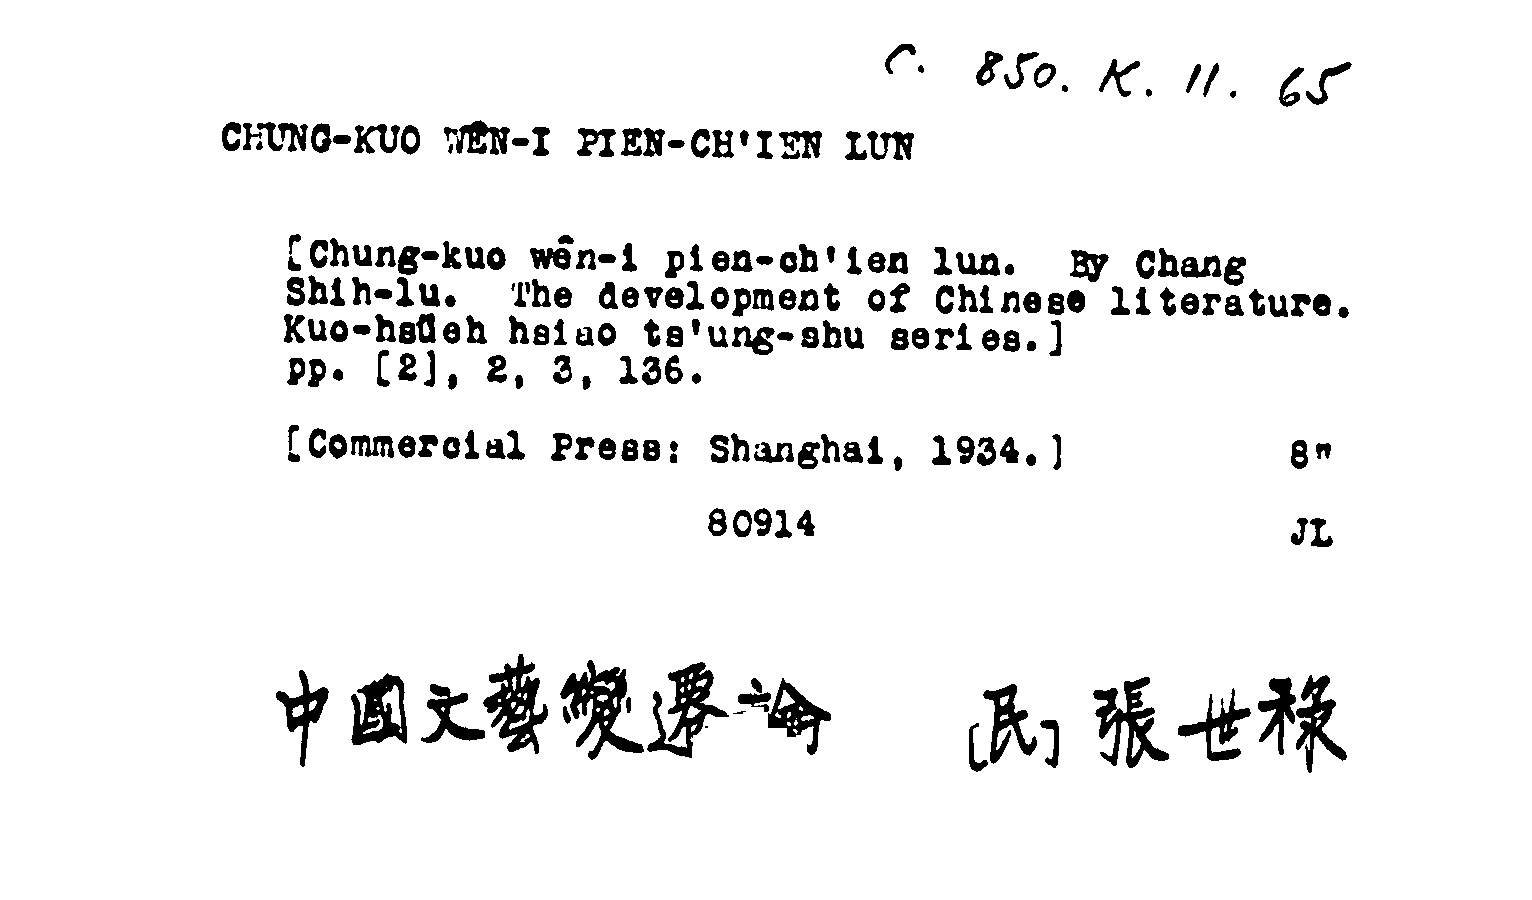 C. 850. K. 11. 65
CHUNG-KUO WÊN-I PIEN-CH'IEN LUN
[Chung-kuo wên-i pien-ch'ien lun. By Chang
Shih-lu. The development of Chinese literature.
Kuo-hsüeh hsiao ts'ung-shu series.]
pp. [2], 2, 3, 136.
[Commercial Press: Shanghai, 1934.] 8"
80914 JL
中國文藝變遷論 [民] 張世祿